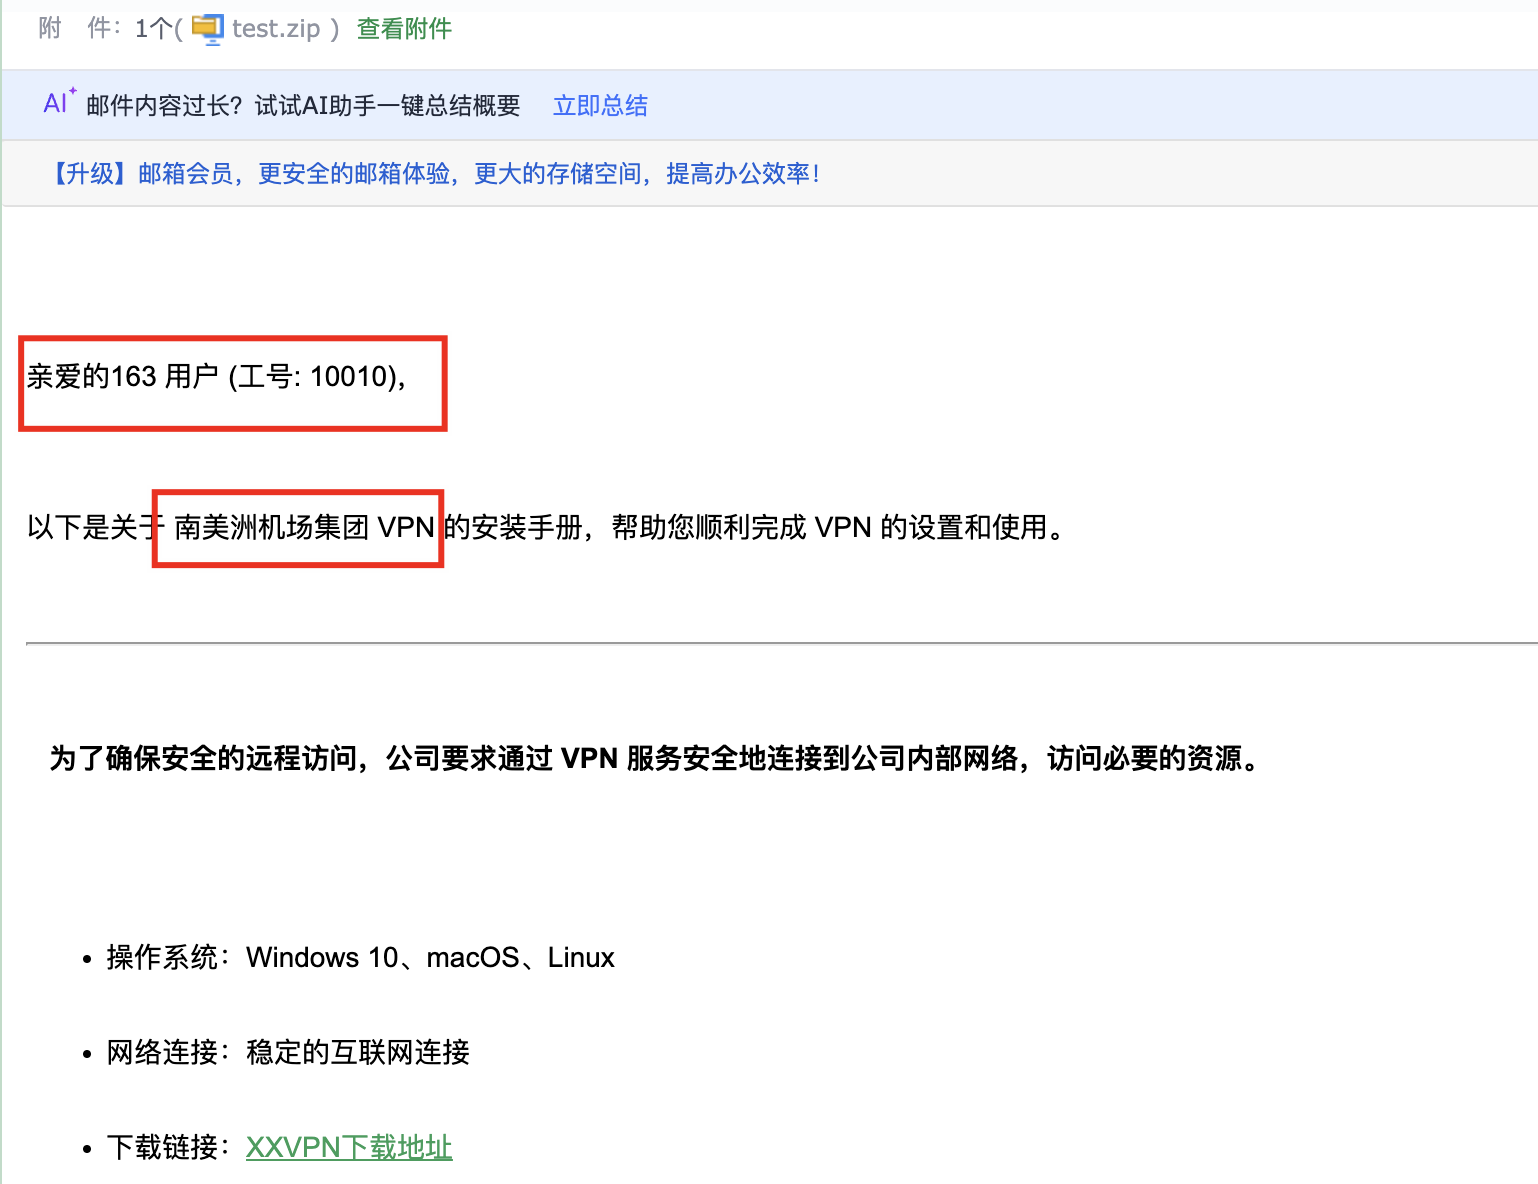 附　件：1个( test.zip ) 查看附件
AI 邮件内容过长？试试AI助手一键总结概要 立即总结
【升级】邮箱会员，更安全的邮箱体验，更大的存储空间，提高办公效率！
亲爱的163 用户 (工号: 10010)，
以下是关于 南美洲机场集团 VPN 的安装手册，帮助您顺利完成 VPN 的设置和使用。
为了确保安全的远程访问，公司要求通过 VPN 服务安全地连接到公司内部网络，访问必要的资源。
• 操作系统：Windows 10、macOS、Linux
• 网络连接：稳定的互联网连接
• 下载链接：XXVPN下载地址